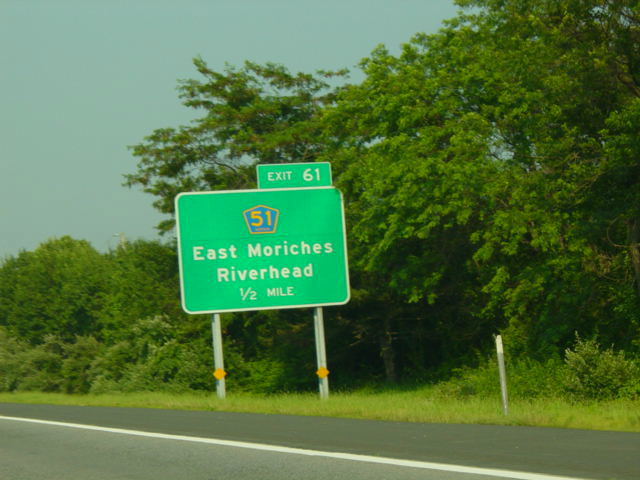 EXIT 61
51
East Moriches
Riverhead
1/2 MILE